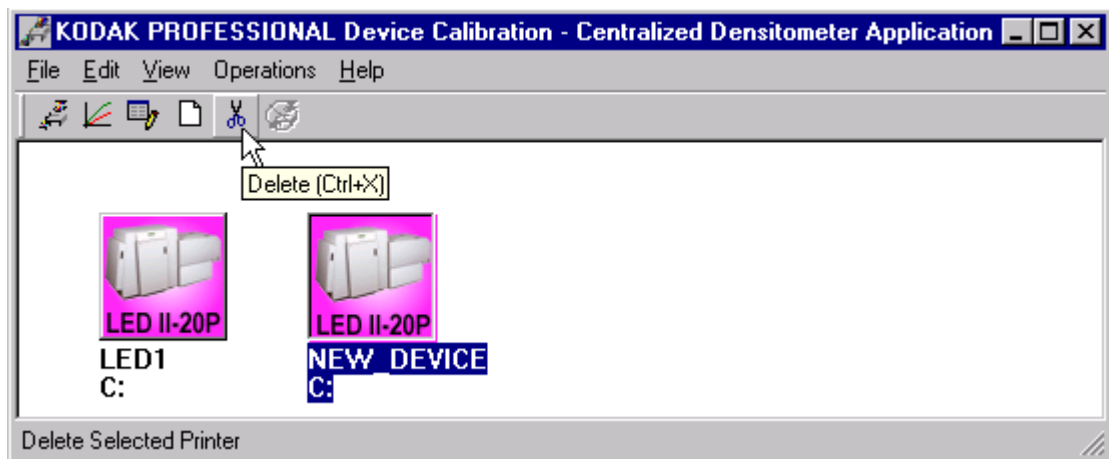 KODAK PROFESSIONAL Device Calibration - Centralized Densitometer Application
File Edit View Operations Help
Delete (Ctrl+X)
LED II-20P
LED II-20P
LED1
C:
NEW_DEVICE
C:
Delete Selected Printer